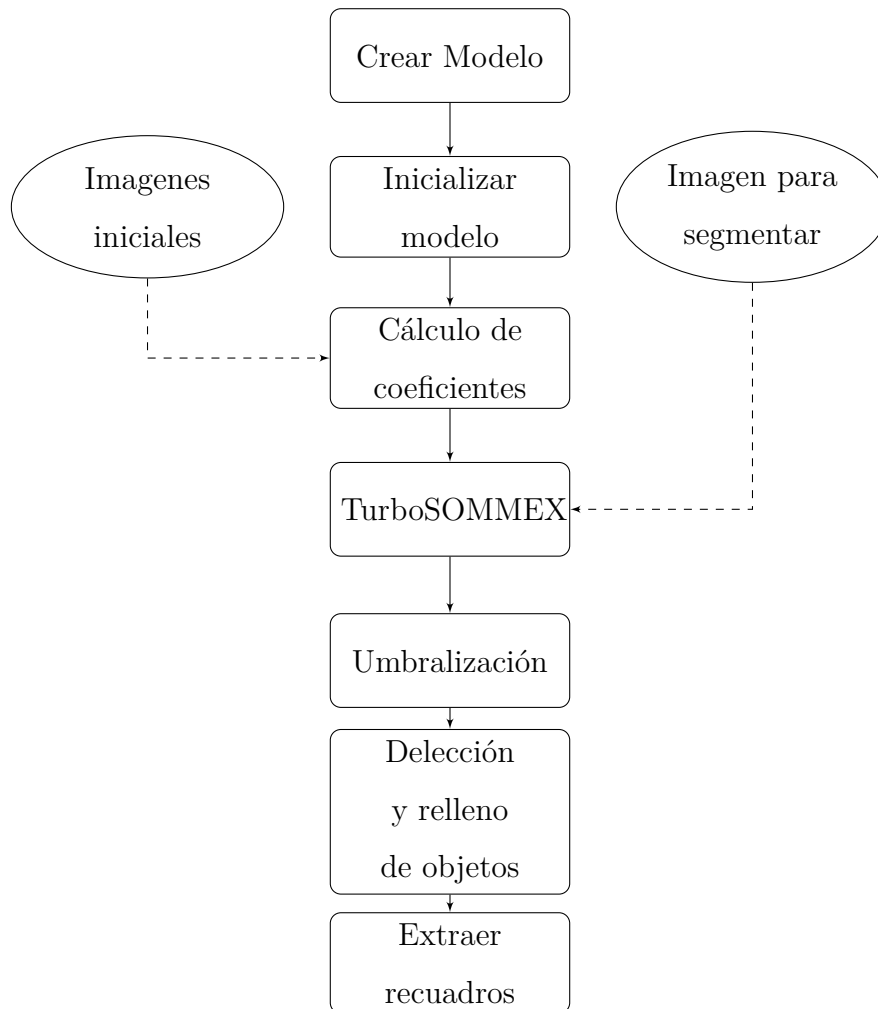 Crear Modelo
Imagenes
iniciales
Inicializar
modelo
Imagen para
segmentar
Cálculo de
coeficientes
TurboSOMMEX
Umbralización
Delección
y relleno
de objetos
Extraer
recuadros